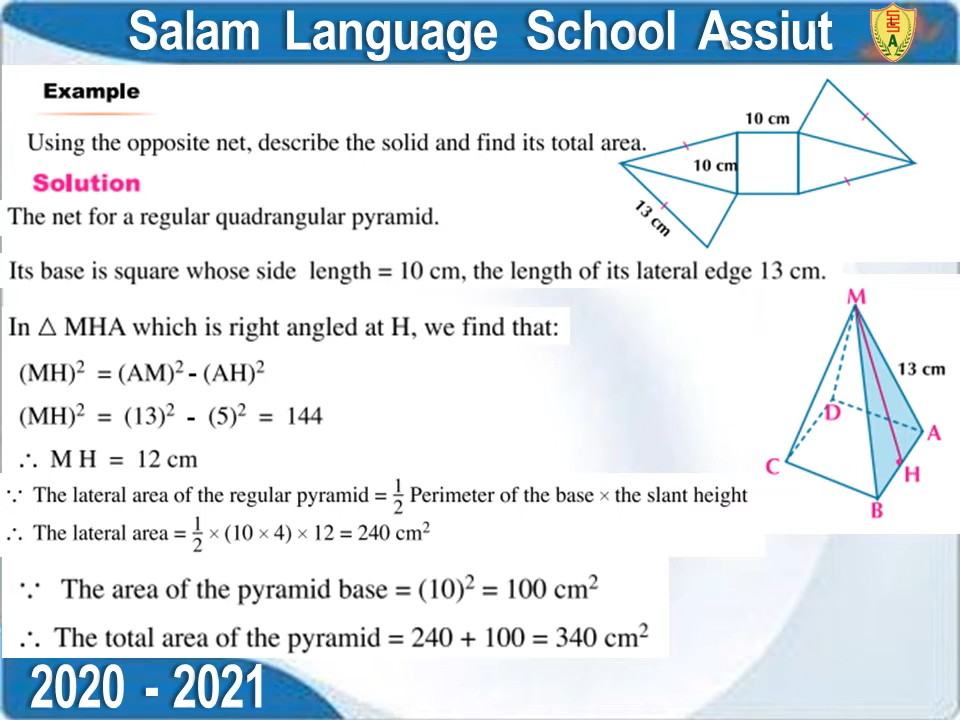 Salam Language School Assiut
A
Example
Using the opposite net, describe the solid and find its total area.
10 cm
10 cm
13 cm
Solution
The net for a regular quadrangular pyramid.
Its base is square whose side length = 10 cm, the length of its lateral edge 13 cm.
In △ MHA which is right angled at H, we find that:
(MH)² = (AM)² - (AH)²
(MH)² = (13)² - (5)² = 144
∴ M H = 12 cm
M
13 cm
D
A
C
H
B
∵ The lateral area of the regular pyramid = 1/2 Perimeter of the base × the slant height
∴ The lateral area = 1/2 × (10 × 4) × 12 = 240 cm²
∵ The area of the pyramid base = (10)² = 100 cm²
∴ The total area of the pyramid = 240 + 100 = 340 cm²
2020 - 2021